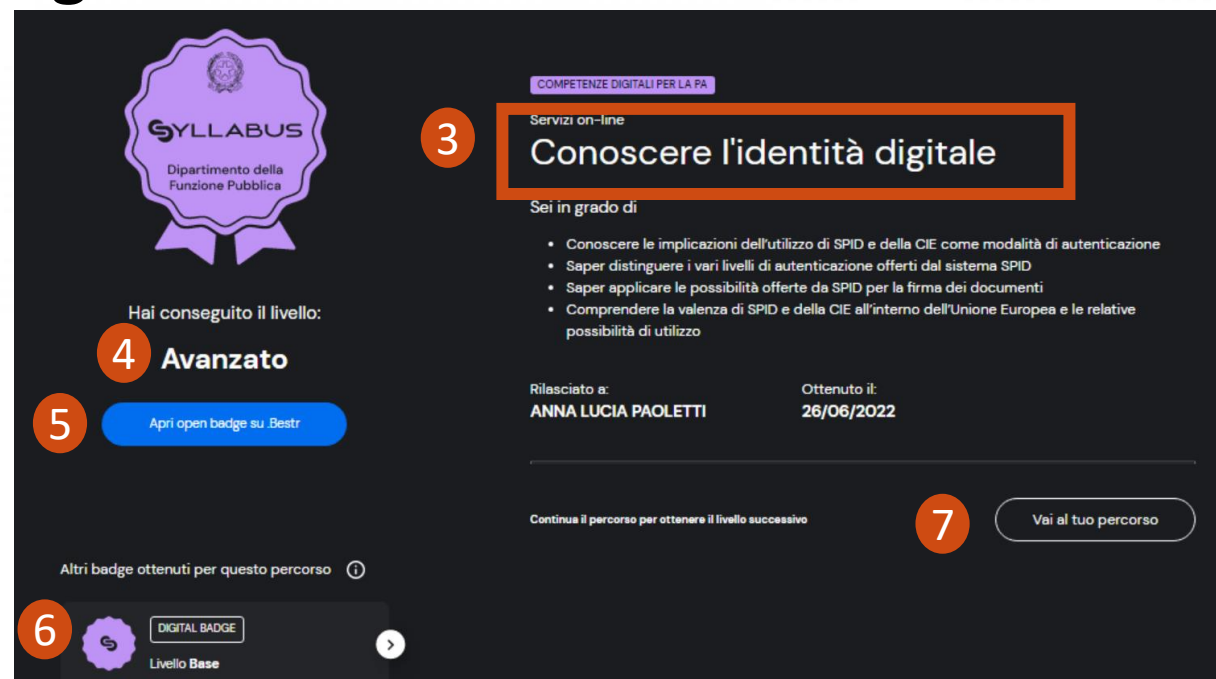 SYLLABUS
Dipartimento della
Funzione Pubblica
Hai conseguito il livello:
4
Avanzato
5
Apri open badge su .Bestr
Altri badge ottenuti per questo percorso
6
DIGITAL BADGE
Livello Base
COMPETENZE DIGITALI PER LA PA
3
Servizi on-line
Conoscere l'identità digitale
Sei in grado di
• Conoscere le implicazioni dell'utilizzo di SPID e della CIE come modalità di autenticazione
• Saper distinguere i vari livelli di autenticazione offerti dal sistema SPID
• Saper applicare le possibilità offerte da SPID per la firma dei documenti
• Comprendere la valenza di SPID e della CIE all'interno dell'Unione Europea e le relative
possibilità di utilizzo
Rilasciato a:
ANNA LUCIA PAOLETTI
Ottenuto il:
26/06/2022
Continua il percorso per ottenere il livello successivo
7
Vai al tuo percorso